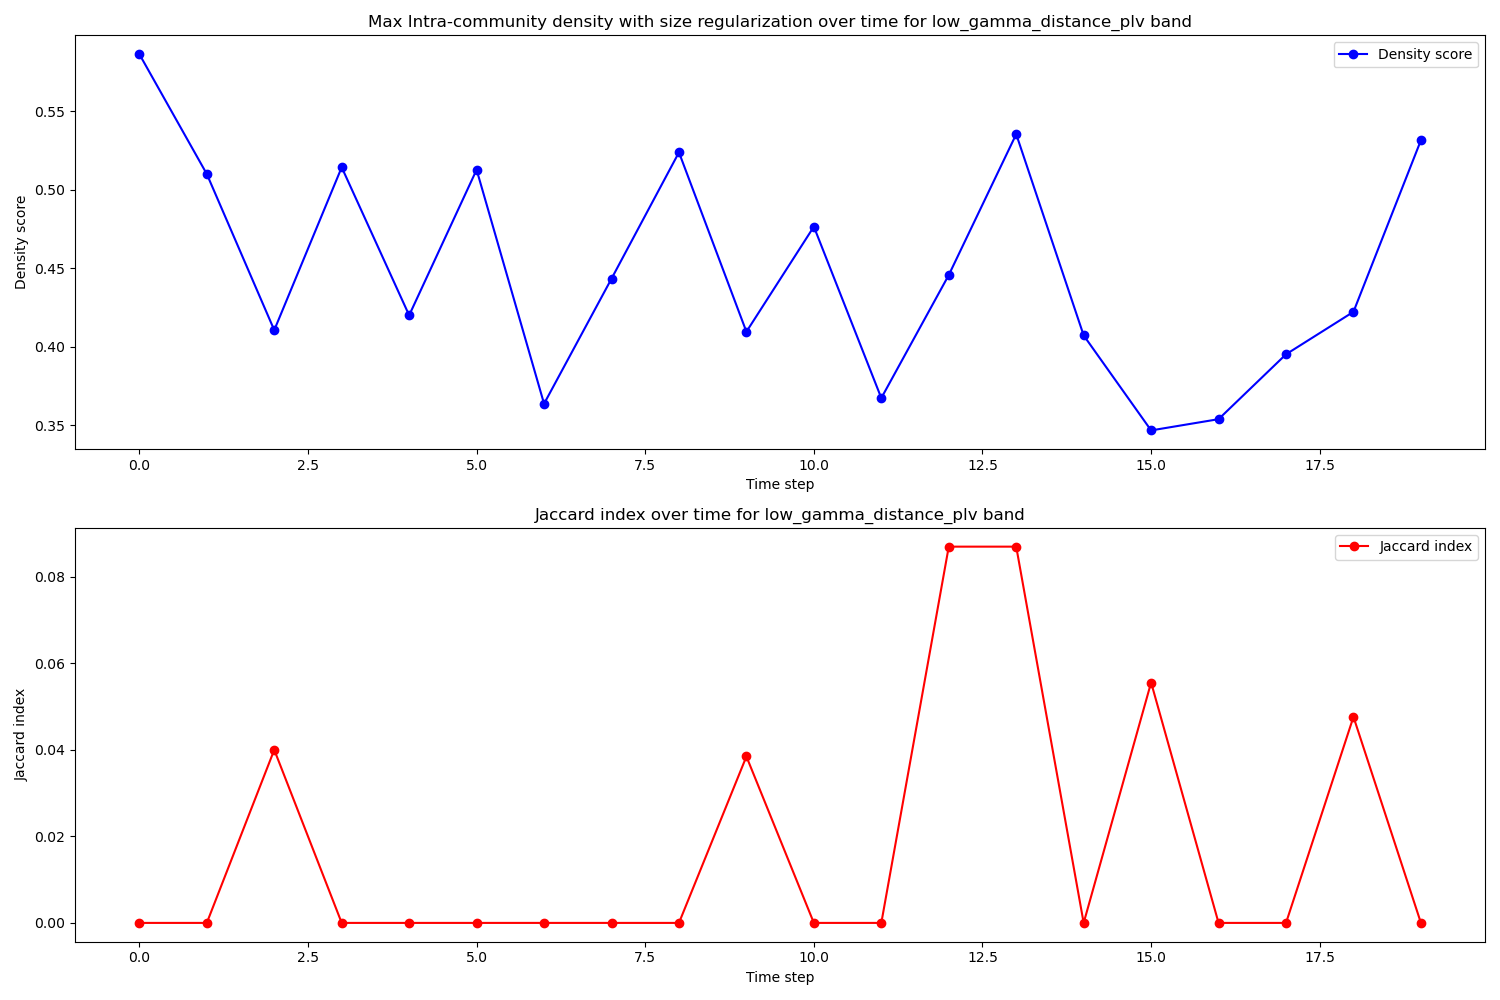 Max Intra-community density with size regularization over time for low_gamma_distance_plv band
Density score
Density score
0.55
0.50
0.45
0.40
0.35
0.0 2.5 5.0 7.5 10.0 12.5 15.0 17.5
Time step
Jaccard index over time for low_gamma_distance_plv band
Jaccard index
Jaccard index
0.08
0.06
0.04
0.02
0.00
0.0 2.5 5.0 7.5 10.0 12.5 15.0 17.5
Time step